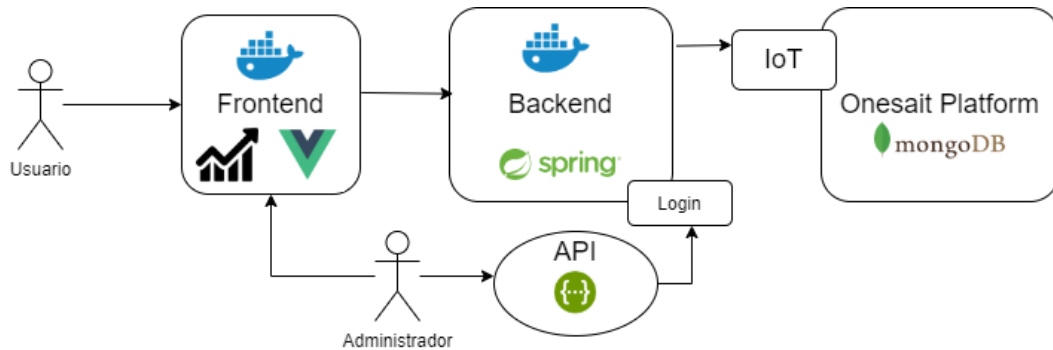 Frontend
Backend
spring
IoT
Onesait Platform
mongoDB
Usuario
Login
API
{...}
Administrador